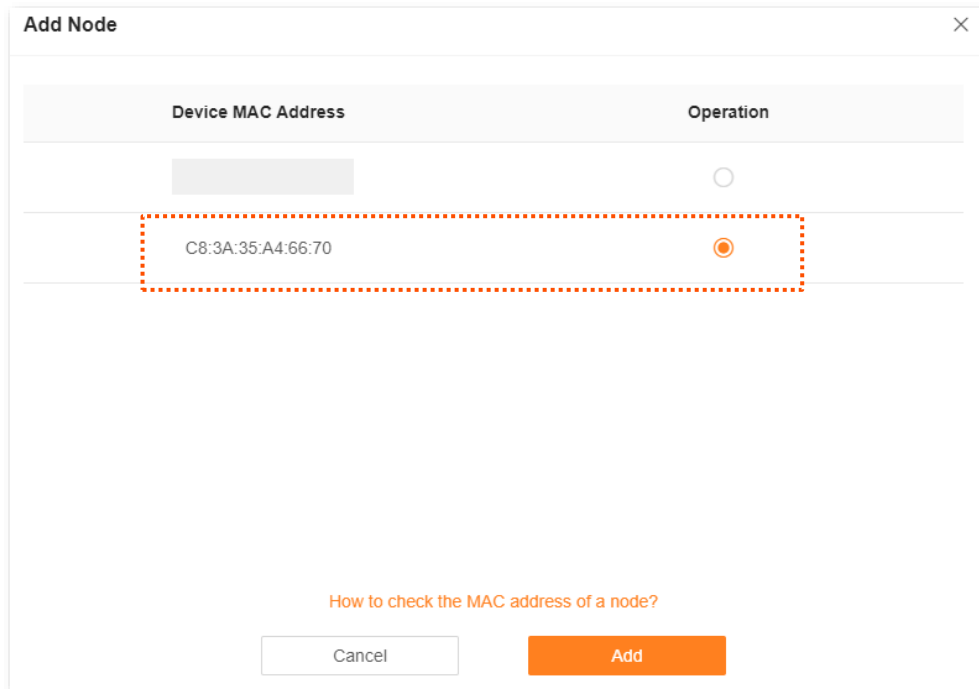 Add Node
Device MAC Address Operation
C8:3A:35:A4:66:70
How to check the MAC address of a node?
Cancel Add